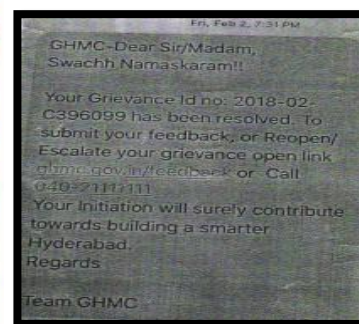 Fri, Feb 2, 7:51 PM
GHMC-Dear Sir/Madam,
Swachh Namaskaram!!
Your Grievance Id no: 2018-02-
C396099 has been resolved. To
submit your feedback, or Reopen/
Escalate your grievance open link
ghmc.gov.in/feedback or Call
040-21111111
Your Initiation will surely contribute
towards building a smarter
Hyderabad.
Regards
Team GHMC